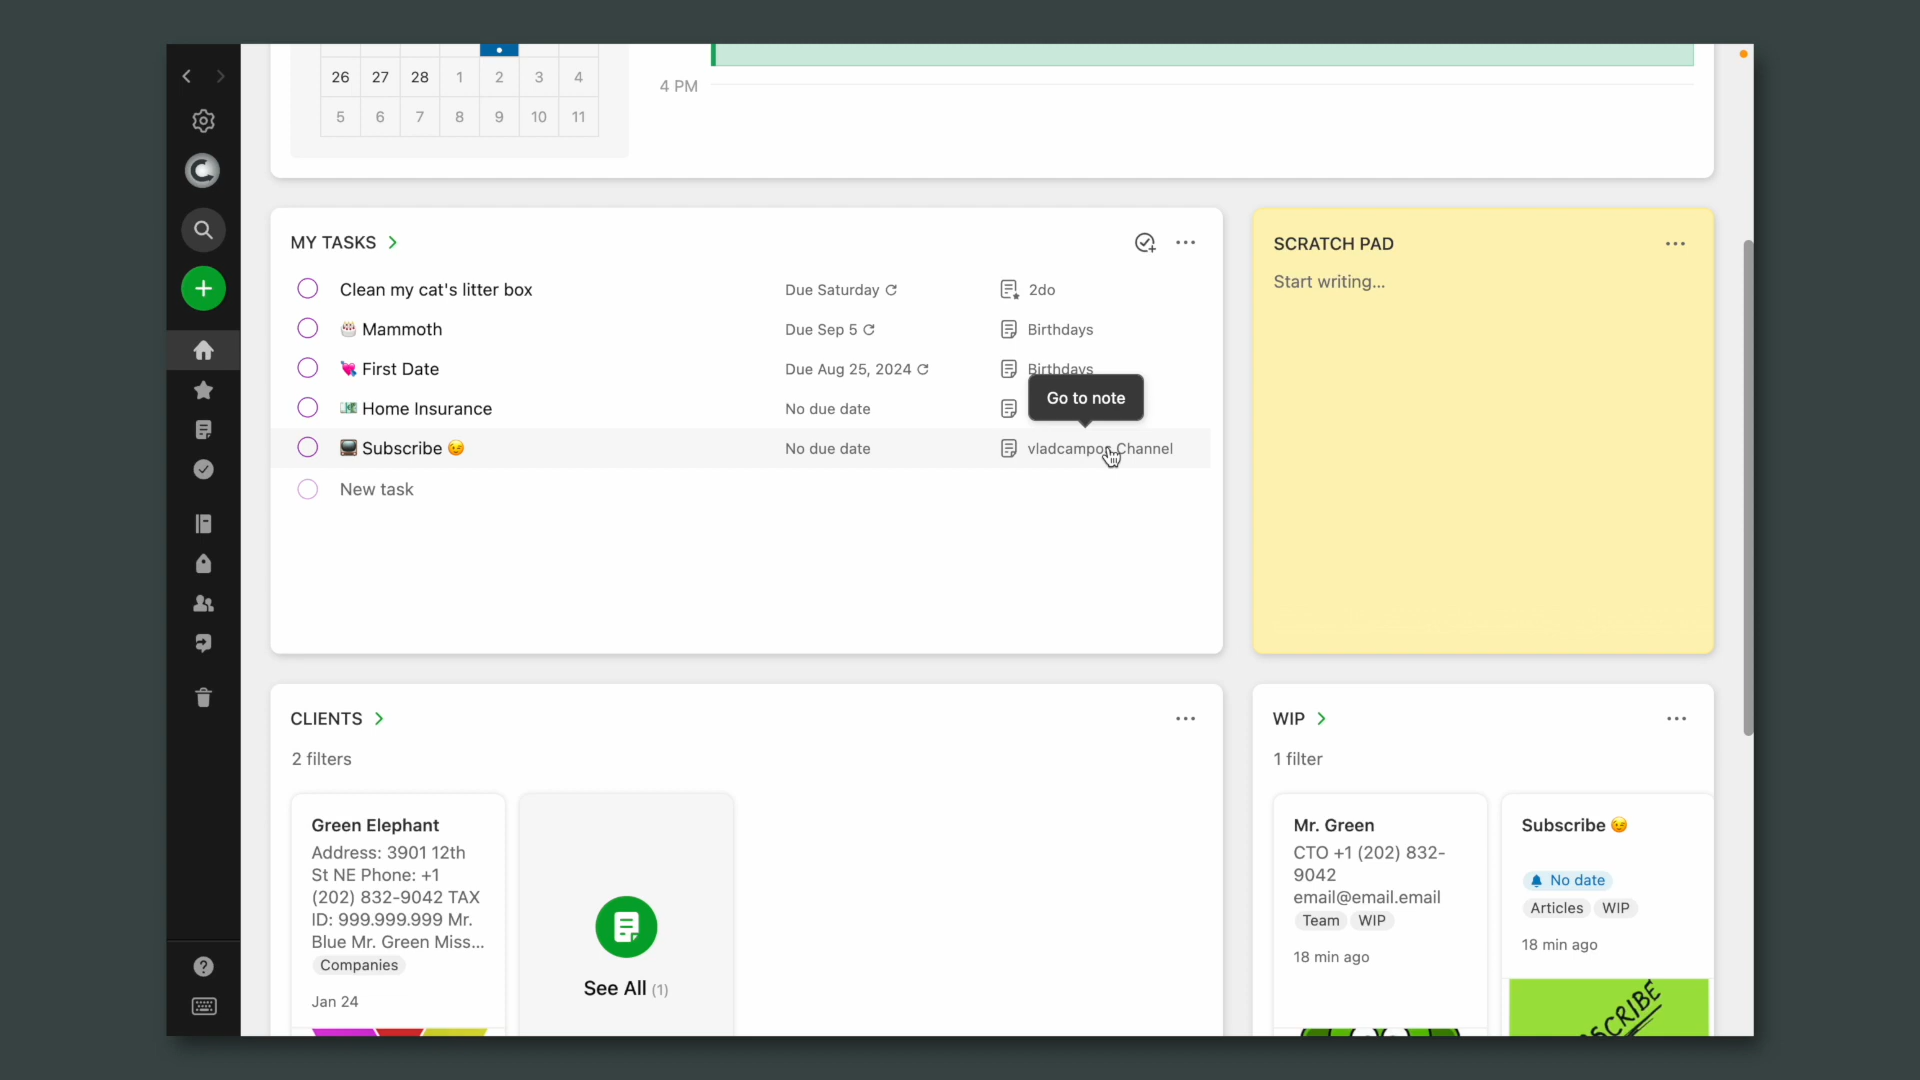 26 27 28 1 2 3 4
5 6 7 8 9 10 11
4 PM
MY TASKS
Clean my cat's litter box Due Saturday 2do
Mammoth Due Sep 5 Birthdays
First Date Due Aug 25, 2024 Birthdays
Home Insurance No due date
Go to note
Subscribe No due date vladcampos Channel
New task
SCRATCH PAD
Start writing...
CLIENTS
2 filters
Green Elephant
Address: 3901 12th
St NE Phone: +1
(202) 832-9042 TAX
ID: 999.999.999 Mr.
Blue Mr. Green Miss...
Companies
Jan 24
See All (1)
WIP
1 filter
Mr. Green
CTO +1 (202) 832-
9042
email@email.email
Team WIP
18 min ago
Subscribe
No date
Articles WIP
18 min ago